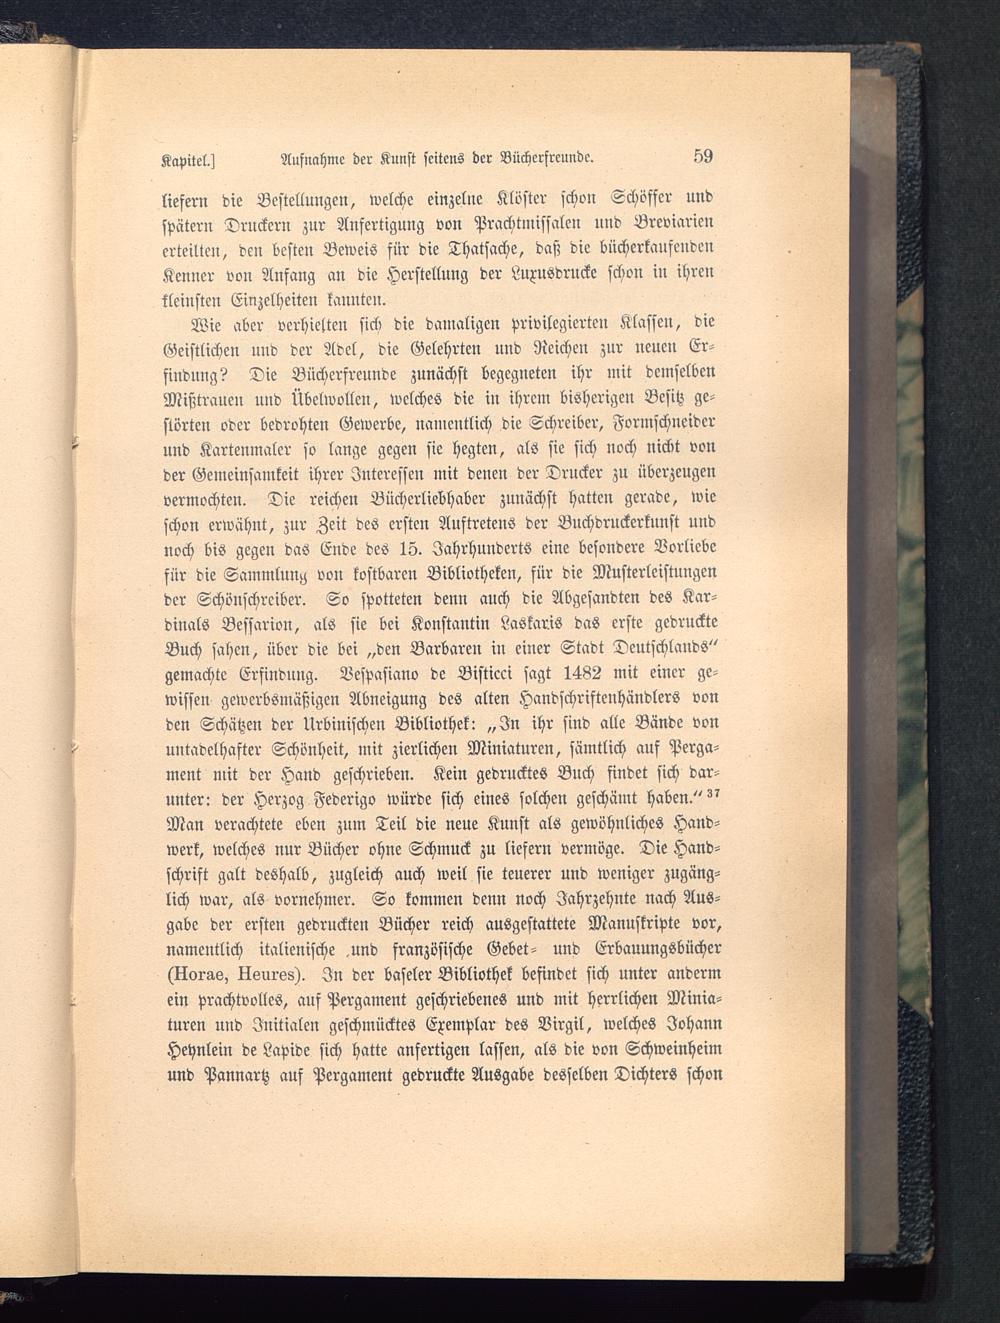 Kapitel.] Aufnahme der Kunst seitens der Bücherfreunde. 59
liefern die Bestellungen, welche einzelne Klöster schon Schöffer und
spätern Druckern zur Anfertigung von Prachtmissalen und Breviarien
erteilten, den besten Beweis für die Thatsache, daß die bücherkaufenden
Kenner von Anfang an die Herstellung der Luxusdrucke schon in ihren
kleinsten Einzelheiten kannten.
Wie aber verhielten sich die damaligen privilegierten Klassen, die
Geistlichen und der Adel, die Gelehrten und Reichen zur neuen Er-
findung? Die Bücherfreunde zunächst begegneten ihr mit demselben
Mißtrauen und Übelwollen, welches die in ihrem bisherigen Besitz ge-
störten oder bedrohten Gewerbe, namentlich die Schreiber, Formschneider
und Kartenmaler so lange gegen sie hegten, als sie sich noch nicht von
der Gemeinsamkeit ihrer Interessen mit denen der Drucker zu überzeugen
vermochten. Die reichen Bücherliebhaber zunächst hatten gerade, wie
schon erwähnt, zur Zeit des ersten Auftretens der Buchdruckerkunst und
noch bis gegen das Ende des 15. Jahrhunderts eine besondere Vorliebe
für die Sammlung von kostbaren Bibliotheken, für die Musterleistungen
der Schönschreiber. So spotteten denn auch die Abgesandten des Kar-
dinals Bessarion, als sie bei Konstantin Laskaris das erste gedruckte
Buch sahen, über die bei „den Barbaren in einer Stadt Deutschlands“
gemachte Erfindung. Vespasiano de Bisticci sagt 1482 mit einer ge-
wissen gewerbsmäßigen Abneigung des alten Handschriftenhändlers von
den Schätzen der Urbinischen Bibliothek: „In ihr sind alle Bände von
untadelhafter Schönheit, mit zierlichen Miniaturen, sämtlich auf Perga-
ment mit der Hand geschrieben. Kein gedrucktes Buch findet sich dar-
unter: der Herzog Federigo würde sich eines solchen geschämt haben.“ 37
Man verachtete eben zum Teil die neue Kunst als gewöhnliches Hand-
werk, welches nur Bücher ohne Schmuck zu liefern vermöge. Die Hand-
schrift galt deshalb, zugleich auch weil sie teuerer und weniger zugäng-
lich war, als vornehmer. So kommen denn noch Jahrzehnte nach Aus-
gabe der ersten gedruckten Bücher reich ausgestattete Manuskripte vor,
namentlich italienische und französische Gebet- und Erbauungsbücher
(Horae, Heures). In der baseler Bibliothek befindet sich unter anderm
ein prachtvolles, auf Pergament geschriebenes und mit herrlichen Minia-
turen und Initialen geschmücktes Exemplar des Virgil, welches Johann
Heynlein de Lapide sich hatte anfertigen lassen, als die von Schweinheim
und Pannartz auf Pergament gedruckte Ausgabe desselben Dichters schon